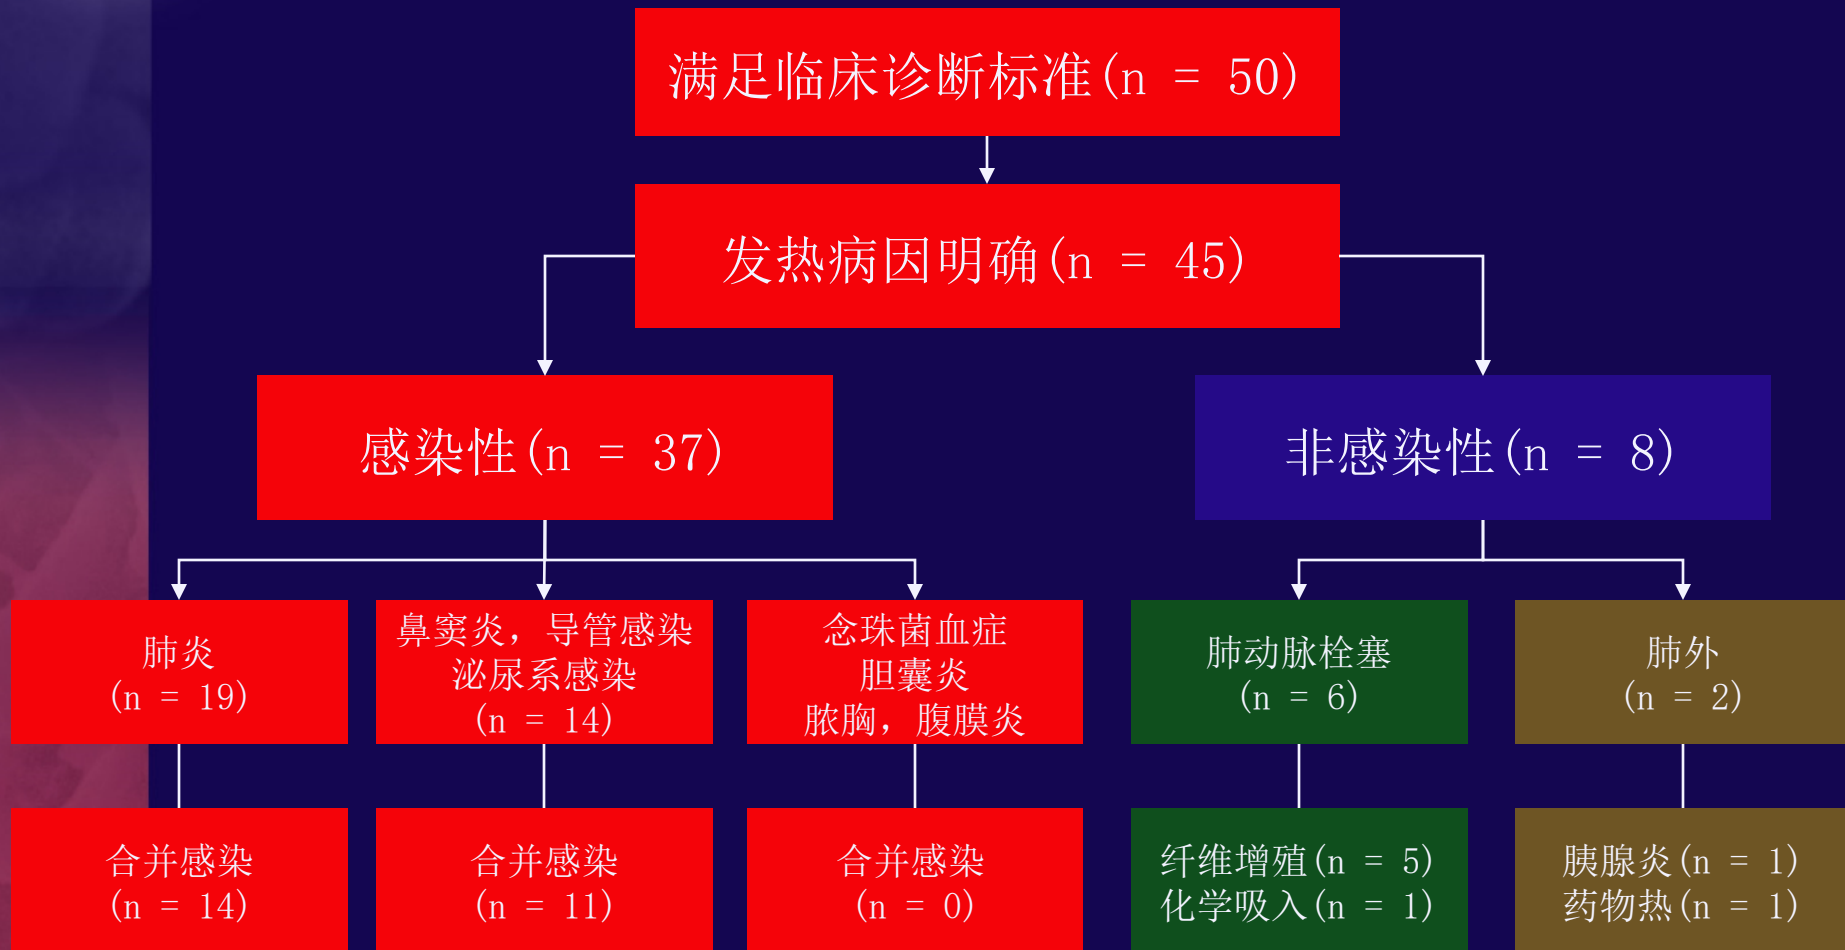 满足临床诊断标准(n = 50)
发热病因明确(n = 45)
感染性(n = 37)
非感染性(n = 8)
肺炎
(n = 19)
鼻窦炎，导管感染
泌尿系感染
(n = 14)
念珠菌血症
胆囊炎
脓胸，腹膜炎
肺动脉栓塞
(n = 6)
肺外
(n = 2)
合并感染
(n = 14)
合并感染
(n = 11)
合并感染
(n = 0)
纤维增殖(n = 5)
化学吸入(n = 1)
胰腺炎(n = 1)
药物热(n = 1)